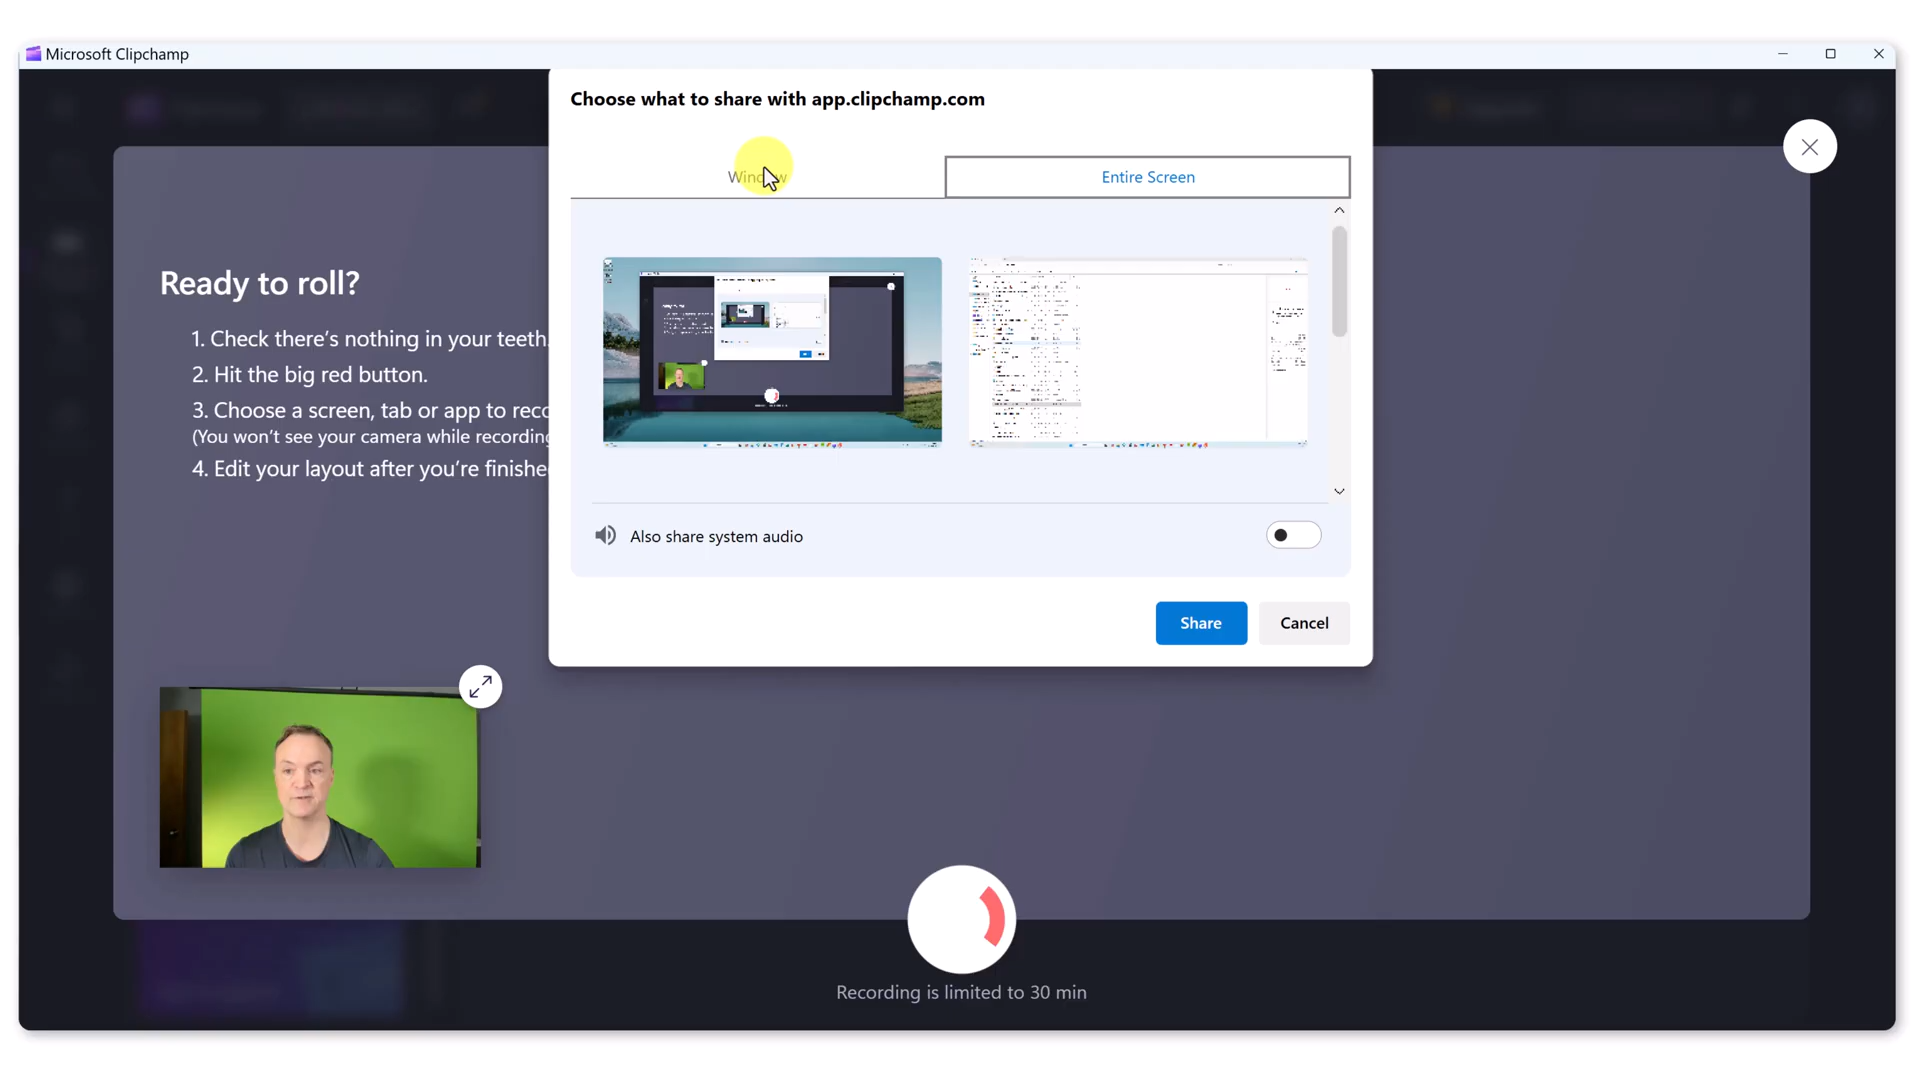 Microsoft Clipchamp
Choose what to share with app.clipchamp.com
Window
Entire Screen
Ready to roll?
1. Check there's nothing in your teeth.
2. Hit the big red button.
3. Choose a screen, tab or app to reco
(You won't see your camera while recording
4. Edit your layout after you're finishe
Also share system audio
Share
Cancel
Recording is limited to 30 min